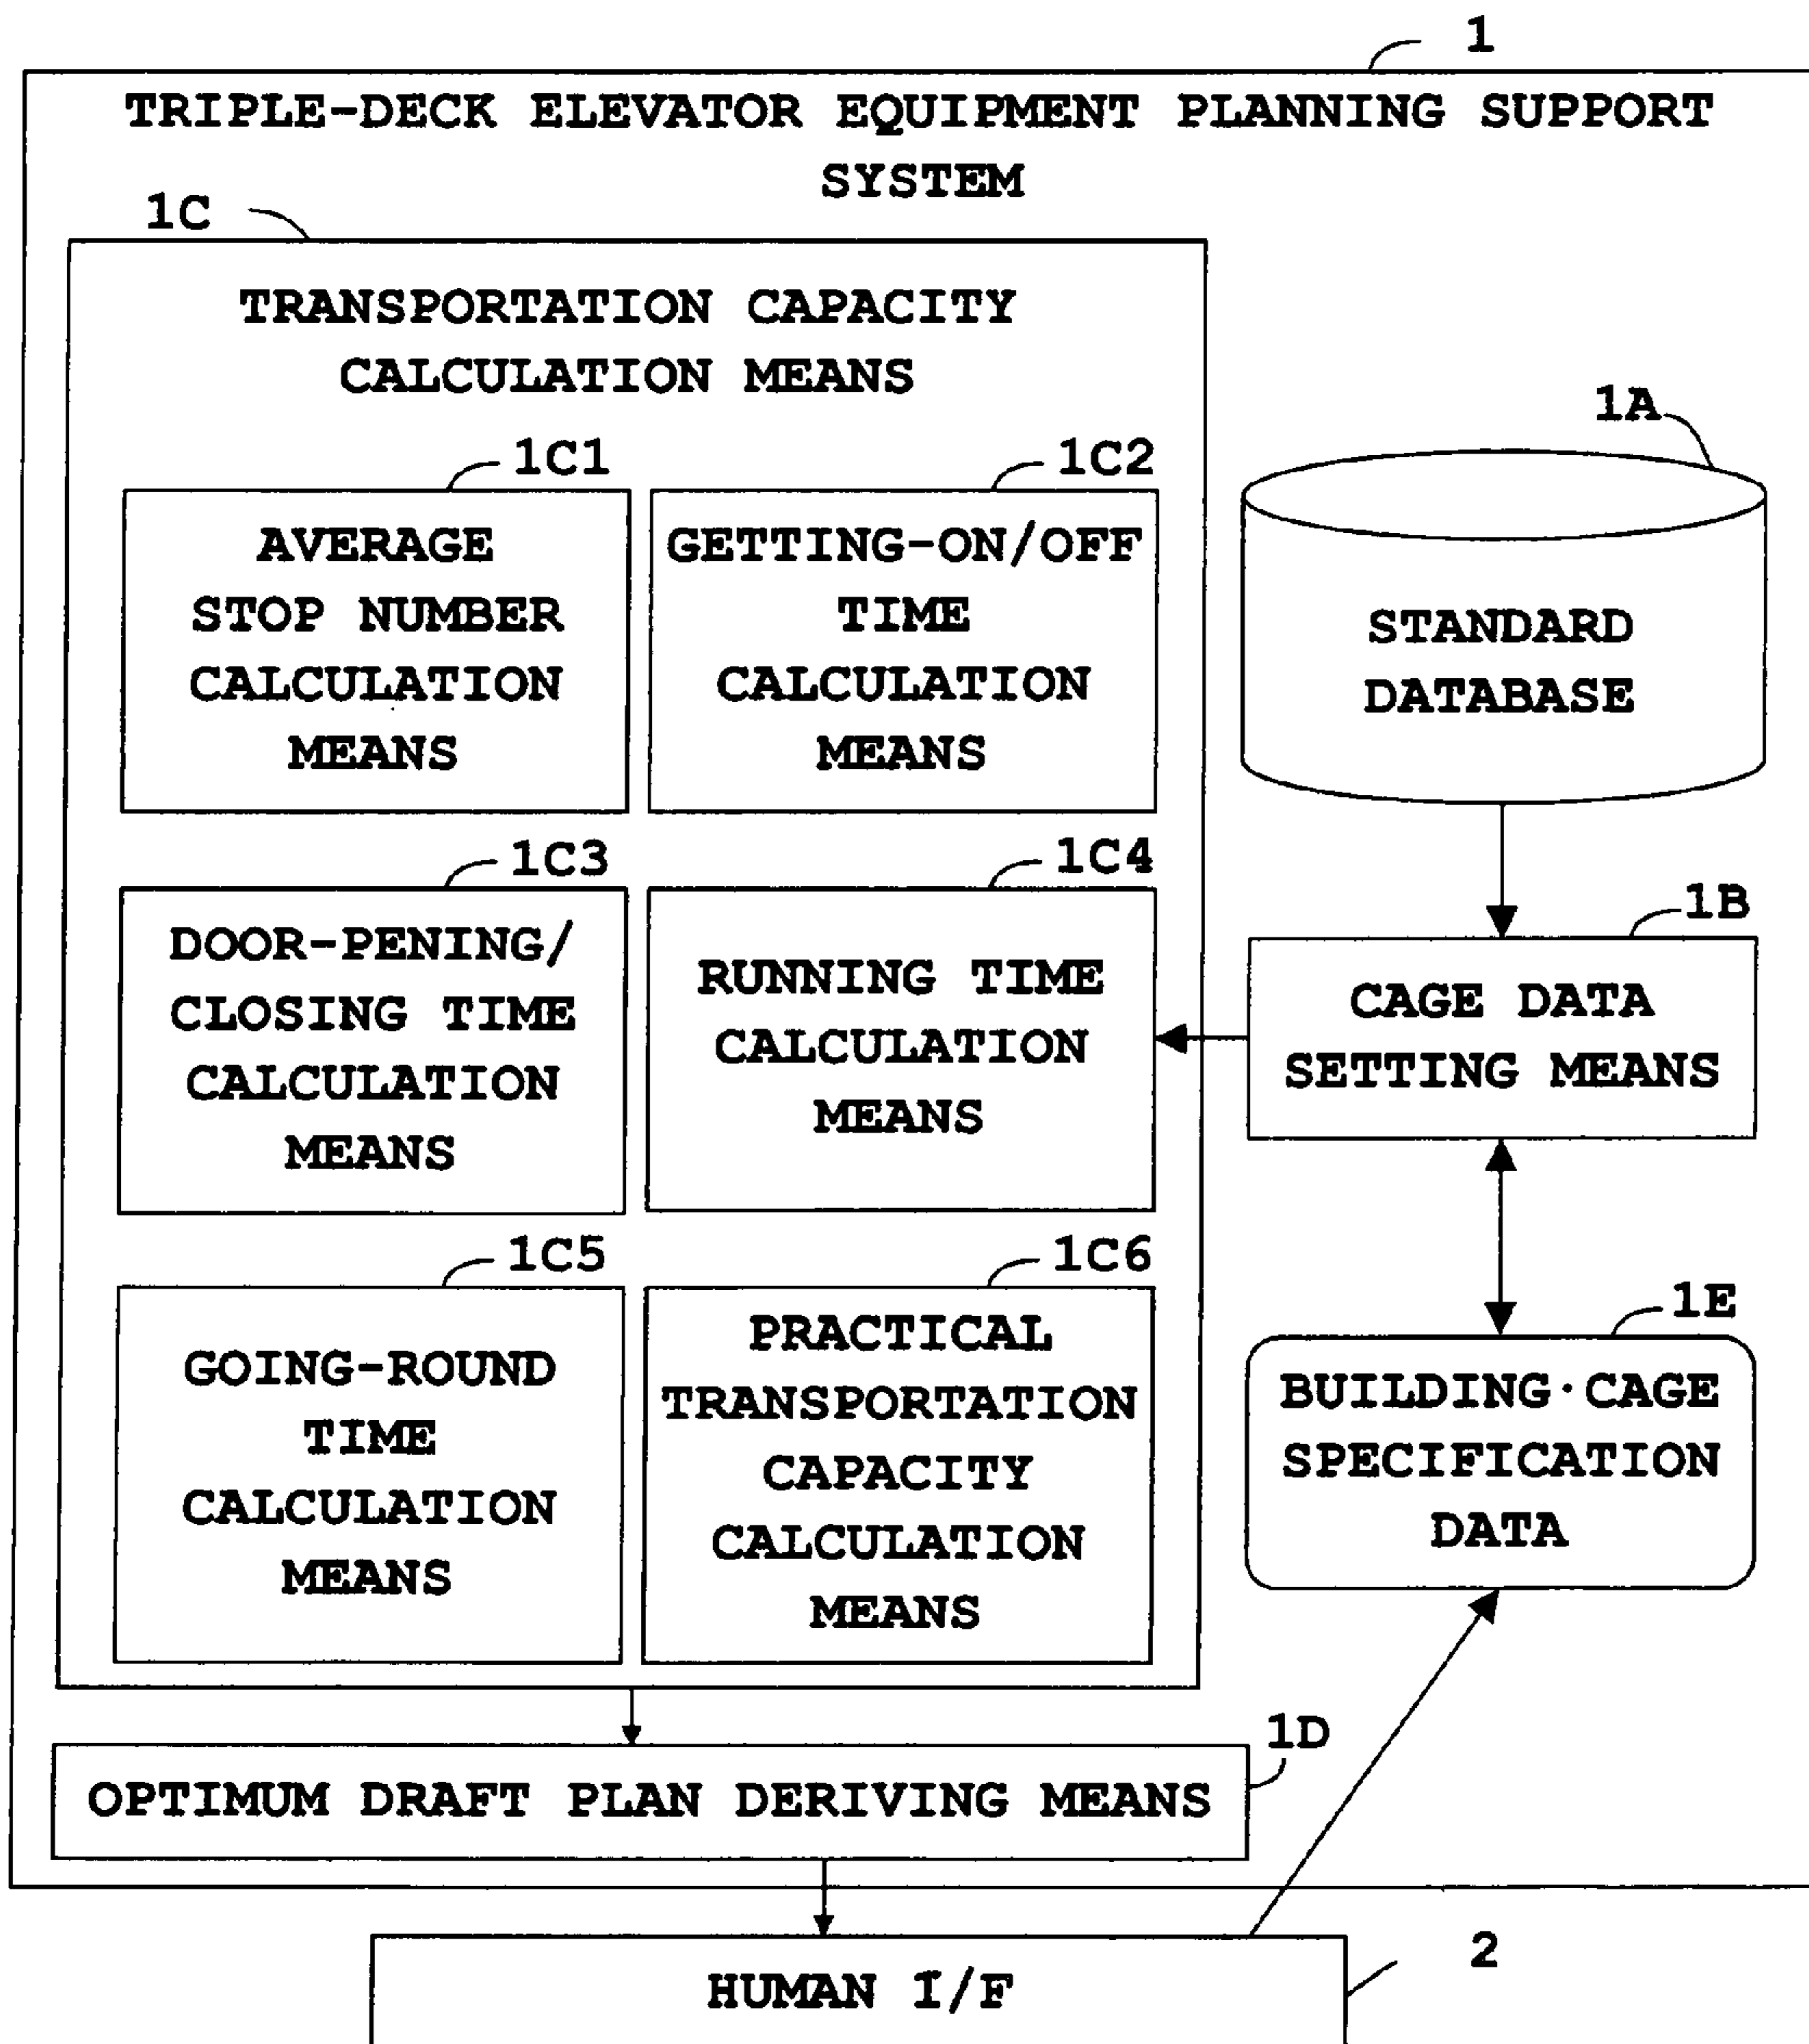 1
TRIPLE-DECK ELEVATOR EQUIPMENT PLANNING SUPPORT
SYSTEM
1C
TRANSPORTATION CAPACITY
CALCULATION MEANS
1C1
AVERAGE
STOP NUMBER
CALCULATION
MEANS
1C2
GETTING-ON/OFF
TIME
CALCULATION
MEANS
1C3
DOOR-PENING/
CLOSING TIME
CALCULATION
MEANS
1C4
RUNNING TIME
CALCULATION
MEANS
1C5
GOING-ROUND
TIME
CALCULATION
MEANS
1C6
PRACTICAL
TRANSPORTATION
CAPACITY
CALCULATION
MEANS
1A
STANDARD
DATABASE
1B
CAGE DATA
SETTING MEANS
1E
BUILDING·CAGE
SPECIFICATION
DATA
1D
OPTIMUM DRAFT PLAN DERIVING MEANS
2
HUMAN I/F